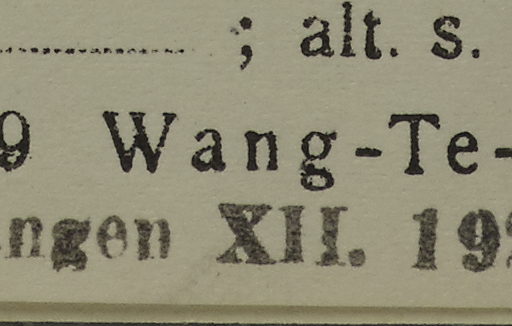 ; alt. s.
9 Wang-Te-
ngen XII. 19